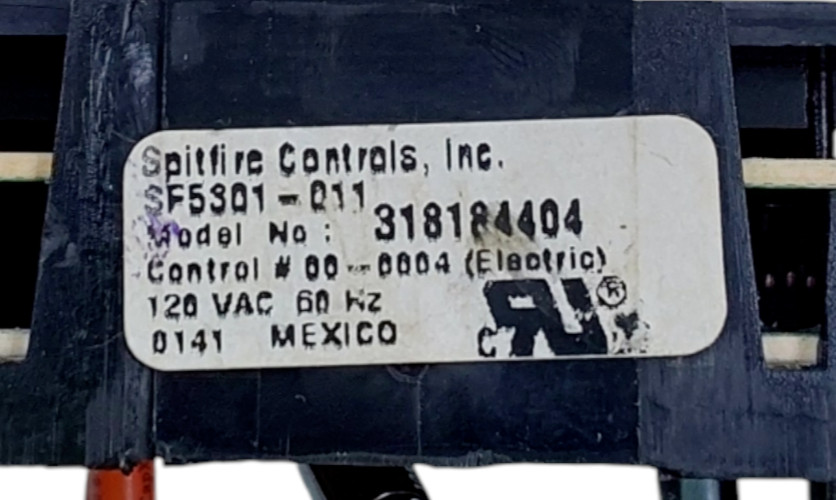 Spitfire Controls, Inc.
SF5301-011
Model No: 318184404
Control # 00-0004 (Electric)
120 VAC 60 Hz
0141 MEXICO